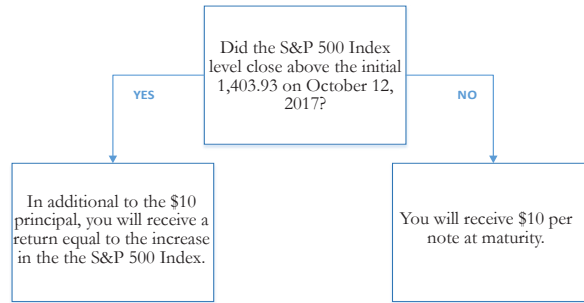 Did the S&P 500 Index
level close above the initial
1,403.93 on October 12,
2017?
YES
NO
In additional to the $10
principal, you will receive a
return equal to the increase
in the the S&P 500 Index.
You will receive $10 per
note at maturity.